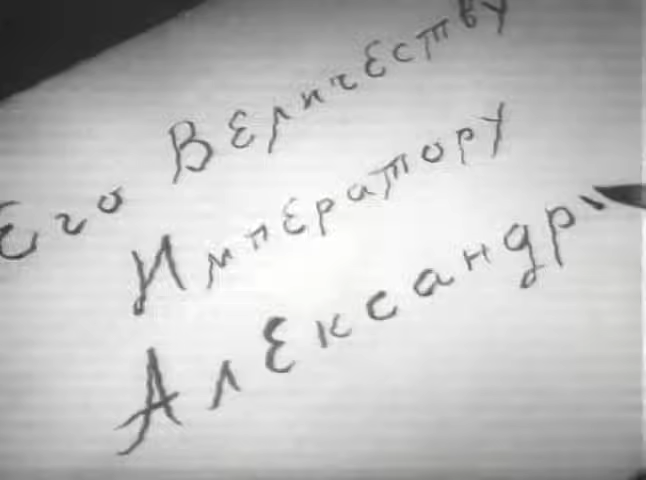 Его Величеству
Императору
Александр